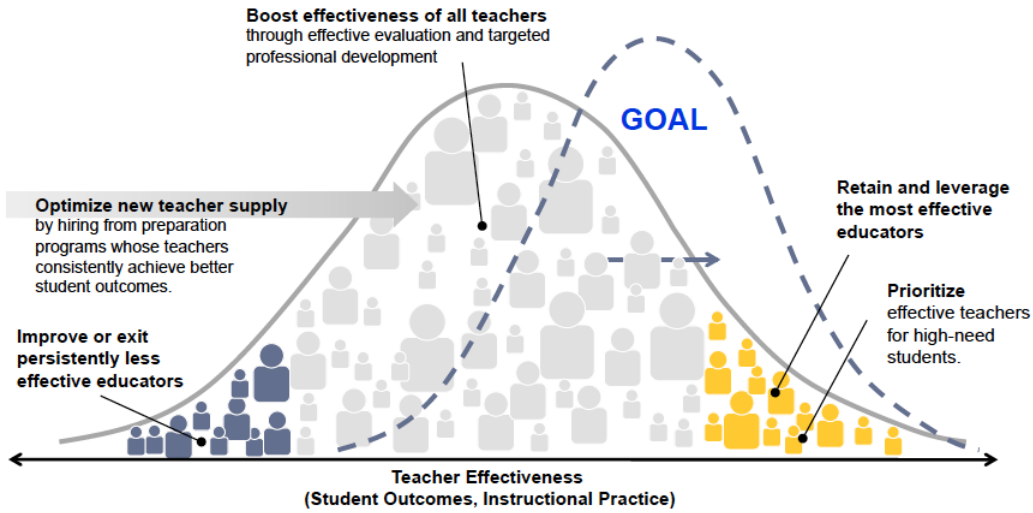 Boost effectiveness of all teachers
through effective evaluation and targeted
professional development
GOAL
Optimize new teacher supply
by hiring from preparation
programs whose teachers
consistently achieve better
student outcomes.
Retain and leverage
the most effective
educators
Prioritize
effective teachers
for high-need
students.
Improve or exit
persistently less
effective educators
Teacher Effectiveness
(Student Outcomes, Instructional Practice)